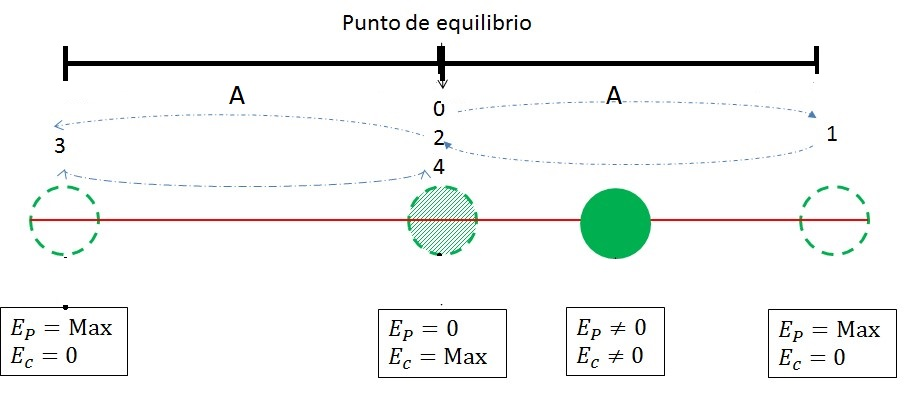 Punto de equilibrio
A
A
0
2
1
3
4
E_P = Max
E_c = 0
E_P = 0
E_c = Max
E_P ≠ 0
E_c ≠ 0
E_P = Max
E_c = 0